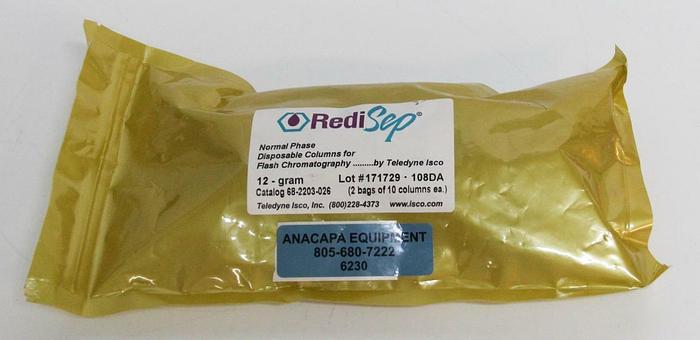 RediSep®
Normal Phase
Disposable Columns for
Flash Chromatography .........by Teledyne Isco
12 - gram Lot #171729 - 108DA
Catalog 68-2203-026 (2 bags of 10 columns ea.)
Teledyne Isco, Inc. (800)228-4373 www.isco.com
ANACAPA EQUIPMENT
805-680-7222
6230